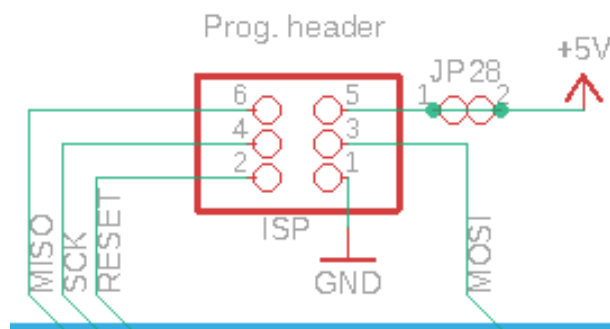 Prog. header
+5V
JP28
6 5 1 2
4 3
2 1
MISO
SCK
RESET
ISP
MOSI
GND